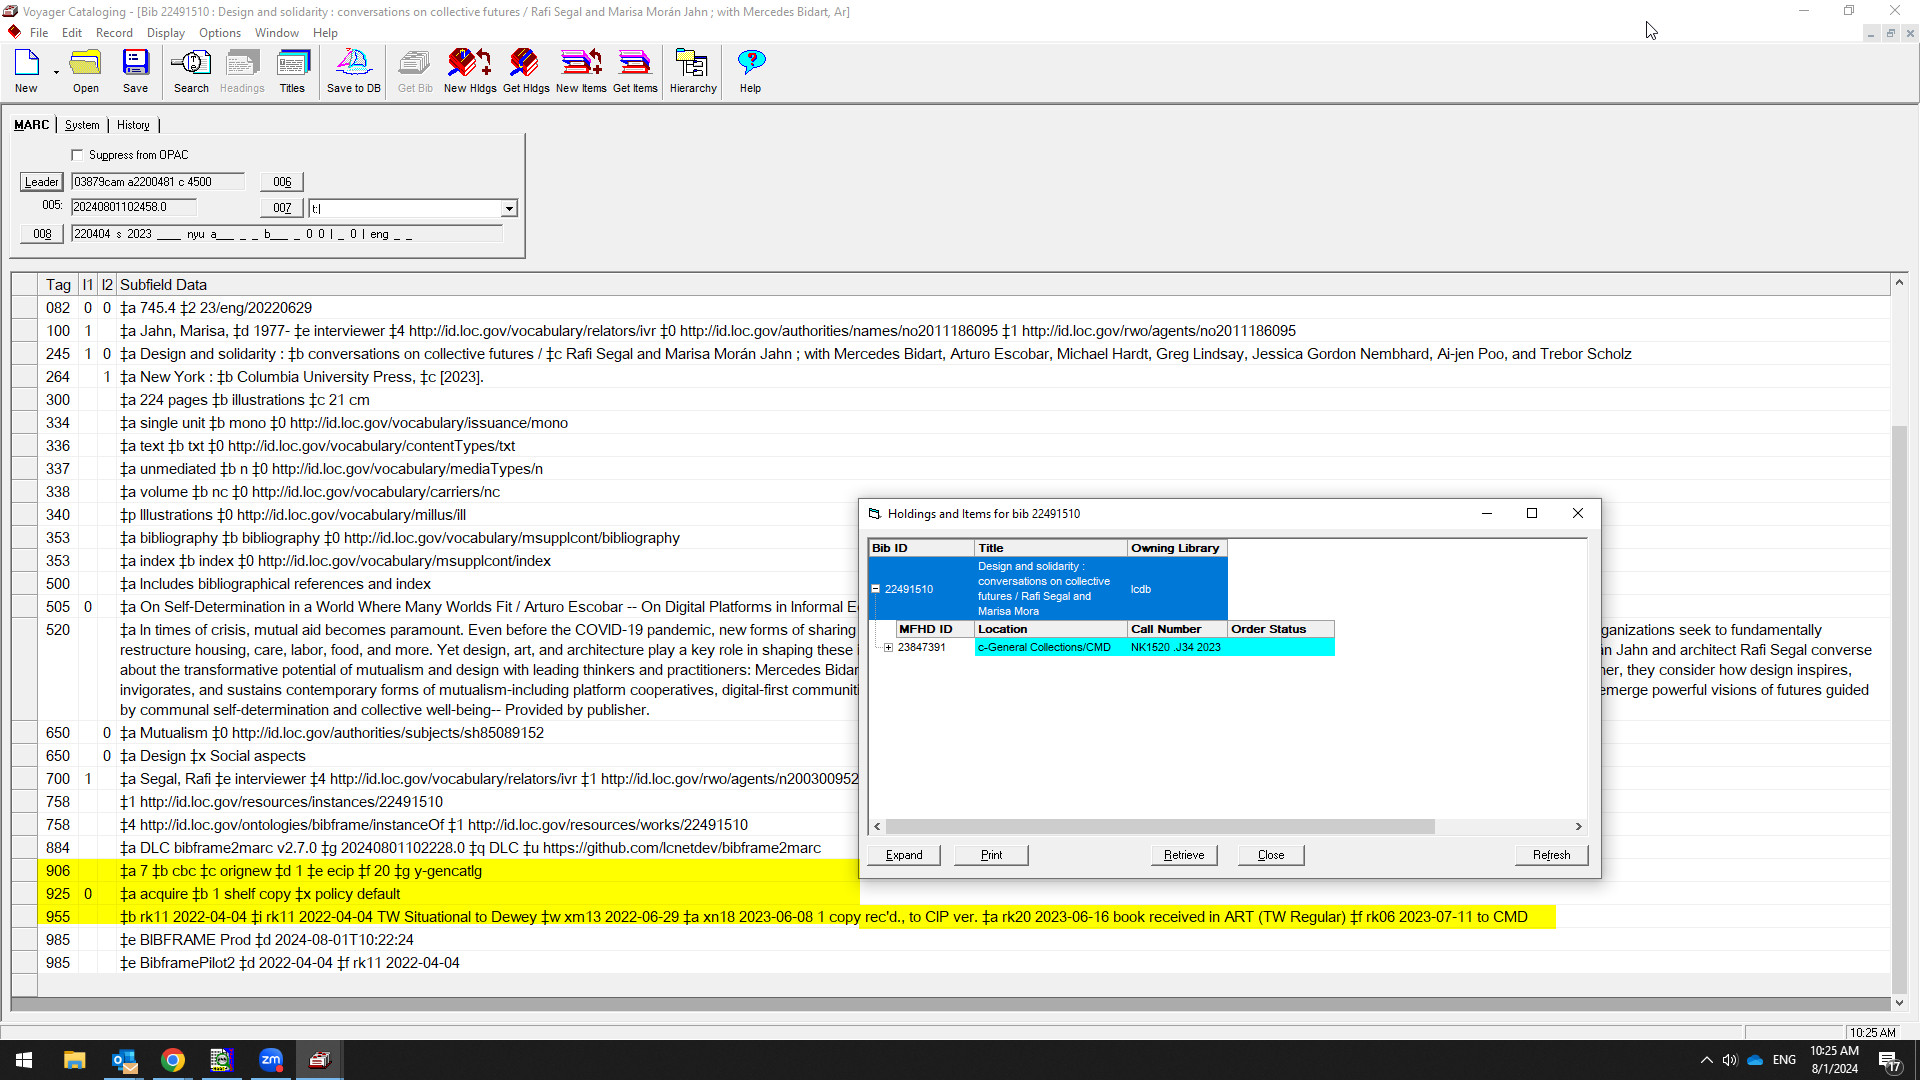 Voyager Cataloging - [Bib 22491510 : Design and solidarity : conversations on collective futures / Rafi Segal and Marisa Morán Jahn ; with Mercedes Bidart, Ar]
File Edit Record Display Options Window Help
New Open Save Search Headings Titles Save to DB Get Bib New Hldgs Get Hldgs New Items Get Items Hierarchy Help
MARC System History
Suppress from OPAC
Leader 03879cam a2200481 c 4500 006
005: 20240801102458.0 007 t:|
008 220404 s 2023 ____ nyu a___ _ _ b___ _ 0 0 | _ 0 | eng _ _
Tag I1 I2 Subfield Data
082 0 0 ‡a 745.4 ‡2 23/eng/20220629
100 1 ‡a Jahn, Marisa, ‡d 1977- ‡e interviewer ‡4 http://id.loc.gov/vocabulary/relators/ivr ‡0 http://id.loc.gov/authorities/names/no2011186095 ‡1 http://id.loc.gov/rwo/agents/no2011186095
245 1 0 ‡a Design and solidarity : ‡b conversations on collective futures / ‡c Rafi Segal and Marisa Morán Jahn ; with Mercedes Bidart, Arturo Escobar, Michael Hardt, Greg Lindsay, Jessica Gordon Nembhard, Ai-jen Poo, and Trebor Scholz
264 1 ‡a New York : ‡b Columbia University Press, ‡c [2023].
300 ‡a 224 pages ‡b illustrations ‡c 21 cm
334 ‡a single unit ‡b mono ‡0 http://id.loc.gov/vocabulary/issuance/mono
336 ‡a text ‡b txt ‡0 http://id.loc.gov/vocabulary/contentTypes/txt
337 ‡a unmediated ‡b n ‡0 http://id.loc.gov/vocabulary/mediaTypes/n
338 ‡a volume ‡b nc ‡0 http://id.loc.gov/vocabulary/carriers/nc
340 ‡p Illustrations ‡0 http://id.loc.gov/vocabulary/millus/ill
353 ‡a bibliography ‡b bibliography ‡0 http://id.loc.gov/vocabulary/msupplcont/bibliography
353 ‡a index ‡b index ‡0 http://id.loc.gov/vocabulary/msupplcont/index
500 ‡a Includes bibliographical references and index
505 0 ‡a On Self-Determination in a World Where Many Worlds Fit / Arturo Escobar -- On Digital Platforms in Informal E
520 ‡a In times of crisis, mutual aid becomes paramount. Even before the COVID-19 pandemic, new forms of sharing ganizations seek to fundamentally
restructure housing, care, labor, food, and more. Yet design, art, and architecture play a key role in shaping these i n Jahn and architect Rafi Segal converse
about the transformative potential of mutualism and design with leading thinkers and practitioners: Mercedes Bidar her, they consider how design inspires,
invigorates, and sustains contemporary forms of mutualism-including platform cooperatives, digital-first communiti emerge powerful visions of futures guided
by communal self-determination and collective well-being-- Provided by publisher.
650 0 ‡a Mutualism ‡0 http://id.loc.gov/authorities/subjects/sh85089152
650 0 ‡a Design ‡x Social aspects
700 1 ‡a Segal, Rafi ‡e interviewer ‡4 http://id.loc.gov/vocabulary/relators/ivr ‡1 http://id.loc.gov/rwo/agents/n200300952
758 ‡1 http://id.loc.gov/resources/instances/22491510
758 ‡4 http://id.loc.gov/ontologies/bibframe/instanceOf ‡1 http://id.loc.gov/resources/works/22491510
884 ‡a DLC bibframe2marc v2.7.0 ‡g 20240801102228.0 ‡q DLC ‡u https://github.com/lcnetdev/bibframe2marc
906 ‡a 7 ‡b cbc ‡c orignew ‡d 1 ‡e ecip ‡f 20 ‡g y-gencatlg
925 0 ‡a acquire ‡b 1 shelf copy ‡x policy default
955 ‡b rk11 2022-04-04 ‡i rk11 2022-04-04 TW Situational to Dewey ‡w xm13 2022-06-29 ‡a xn18 2023-06-08 1 copy rec'd., to CIP ver. ‡a rk20 2023-06-16 book received in ART (TW Regular) ‡f rk06 2023-07-11 to CMD
985 ‡e BIBFRAME Prod ‡d 2024-08-01T10:22:24
985 ‡e BibframePilot2 ‡d 2022-04-04 ‡f rk11 2022-04-04
Holdings and Items for bib 22491510
Bib ID Title Owning Library
22491510 Design and solidarity :
conversations on collective
futures / Rafi Segal and
Marisa Mora
lcdb
MFHD ID Location Call Number Order Status
23847391 c-General Collections/CMD NK1520 .J34 2023
Expand Print Retrieve Close Refresh
10:25 AM
zm
ENG
10:25 AM
8/1/2024
17